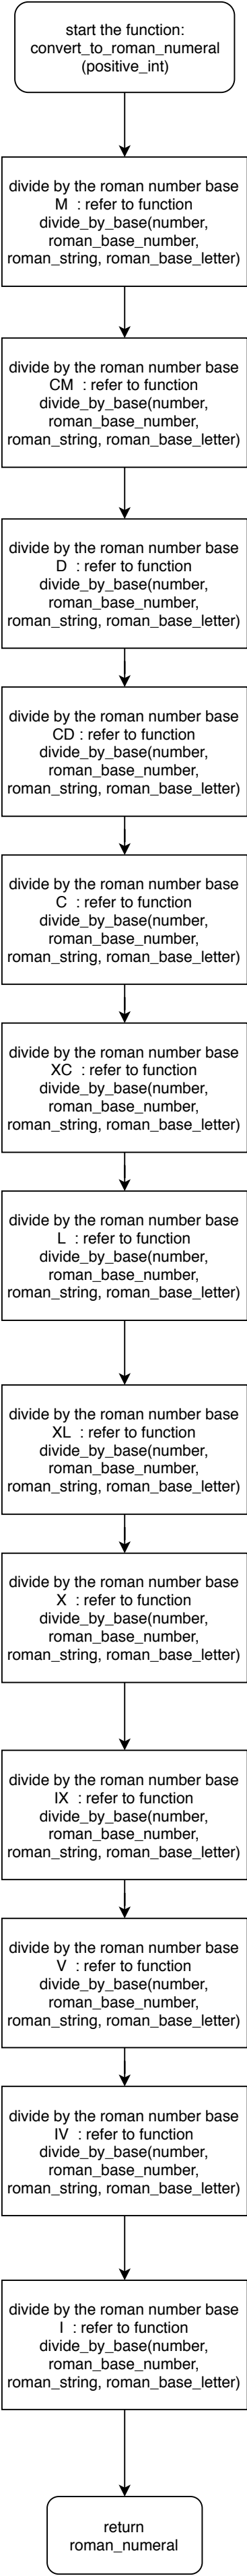 start the function:
convert_to_roman_numeral
(positive_int)
divide by the roman number base
M : refer to function
divide_by_base(number,
roman_base_number,
roman_string, roman_base_letter)
divide by the roman number base
CM : refer to function
divide_by_base(number,
roman_base_number,
roman_string, roman_base_letter)
divide by the roman number base
D : refer to function
divide_by_base(number,
roman_base_number,
roman_string, roman_base_letter)
divide by the roman number base
CD : refer to function
divide_by_base(number,
roman_base_number,
roman_string, roman_base_letter)
divide by the roman number base
C : refer to function
divide_by_base(number,
roman_base_number,
roman_string, roman_base_letter)
divide by the roman number base
XC : refer to function
divide_by_base(number,
roman_base_number,
roman_string, roman_base_letter)
divide by the roman number base
L : refer to function
divide_by_base(number,
roman_base_number,
roman_string, roman_base_letter)
divide by the roman number base
XL : refer to function
divide_by_base(number,
roman_base_number,
roman_string, roman_base_letter)
divide by the roman number base
X : refer to function
divide_by_base(number,
roman_base_number,
roman_string, roman_base_letter)
divide by the roman number base
IX : refer to function
divide_by_base(number,
roman_base_number,
roman_string, roman_base_letter)
divide by the roman number base
V : refer to function
divide_by_base(number,
roman_base_number,
roman_string, roman_base_letter)
divide by the roman number base
IV : refer to function
divide_by_base(number,
roman_base_number,
roman_string, roman_base_letter)
divide by the roman number base
I : refer to function
divide_by_base(number,
roman_base_number,
roman_string, roman_base_letter)
return
roman_numeral